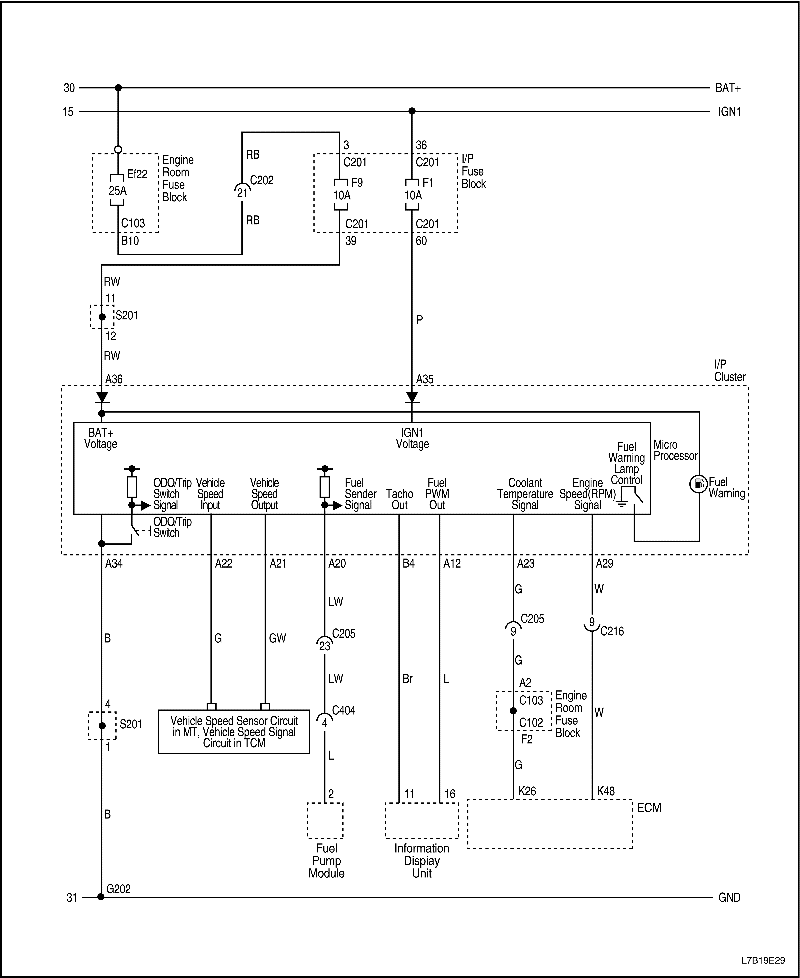 30
BAT+
15
IGN1
Ef22
25A
C103
B10
Engine
Room
Fuse
Block
RB
C202
21
RB
3
C201
F9
10A
C201
39
36
C201
F1
10A
C201
60
I/P
Fuse
Block
RW
11
S201
12
RW
P
I/P
Cluster
A36
A35
BAT+
Voltage
IGN1
Voltage
Micro
Processor
Fuel
Warning
Lamp
Control
Fuel
Warning
ODO/Trip
Switch
Signal
Vehicle
Speed
Input
Vehicle
Speed
Output
Fuel
Sender
Signal
Tacho
Out
Fuel
PWM
Out
Coolant
Temperature
Signal
Engine
Speed(RPM)
Signal
ODO/Trip
Switch
A34
A22
A21
A20
B4
A12
A23
A29
B
G
GW
LW
C205
23
LW
C404
4
L
Br
L
G
C205
9
G
W
9
C216
W
4
S201
1
Vehicle Speed Sensor Circuit
in MT, Vehicle Speed Signal
Circuit in TCM
A2
C103
C102
F2
Engine
Room
Fuse
Block
G
B
2
11
16
K26
K48
ECM
Fuel
Pump
Module
Information
Display
Unit
31
G202
GND
L7B19E29